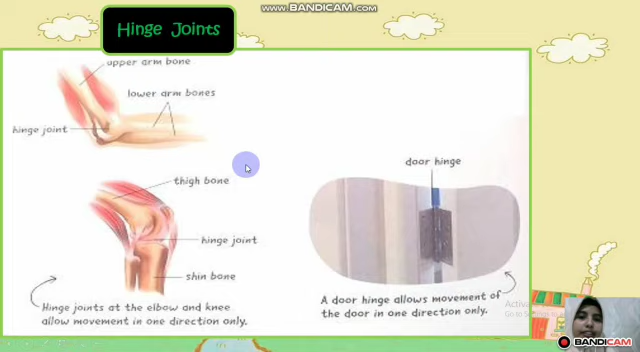 www.BANDICAM.com
Hinge Joints
upper arm bone
lower arm bones
hinge joint
door hinge
thigh bone
hinge joint
shin bone
Hinge joints at the elbow and knee
allow movement in one direction only.
A door hinge allows movement of
the door in one direction only.
BANDICAM